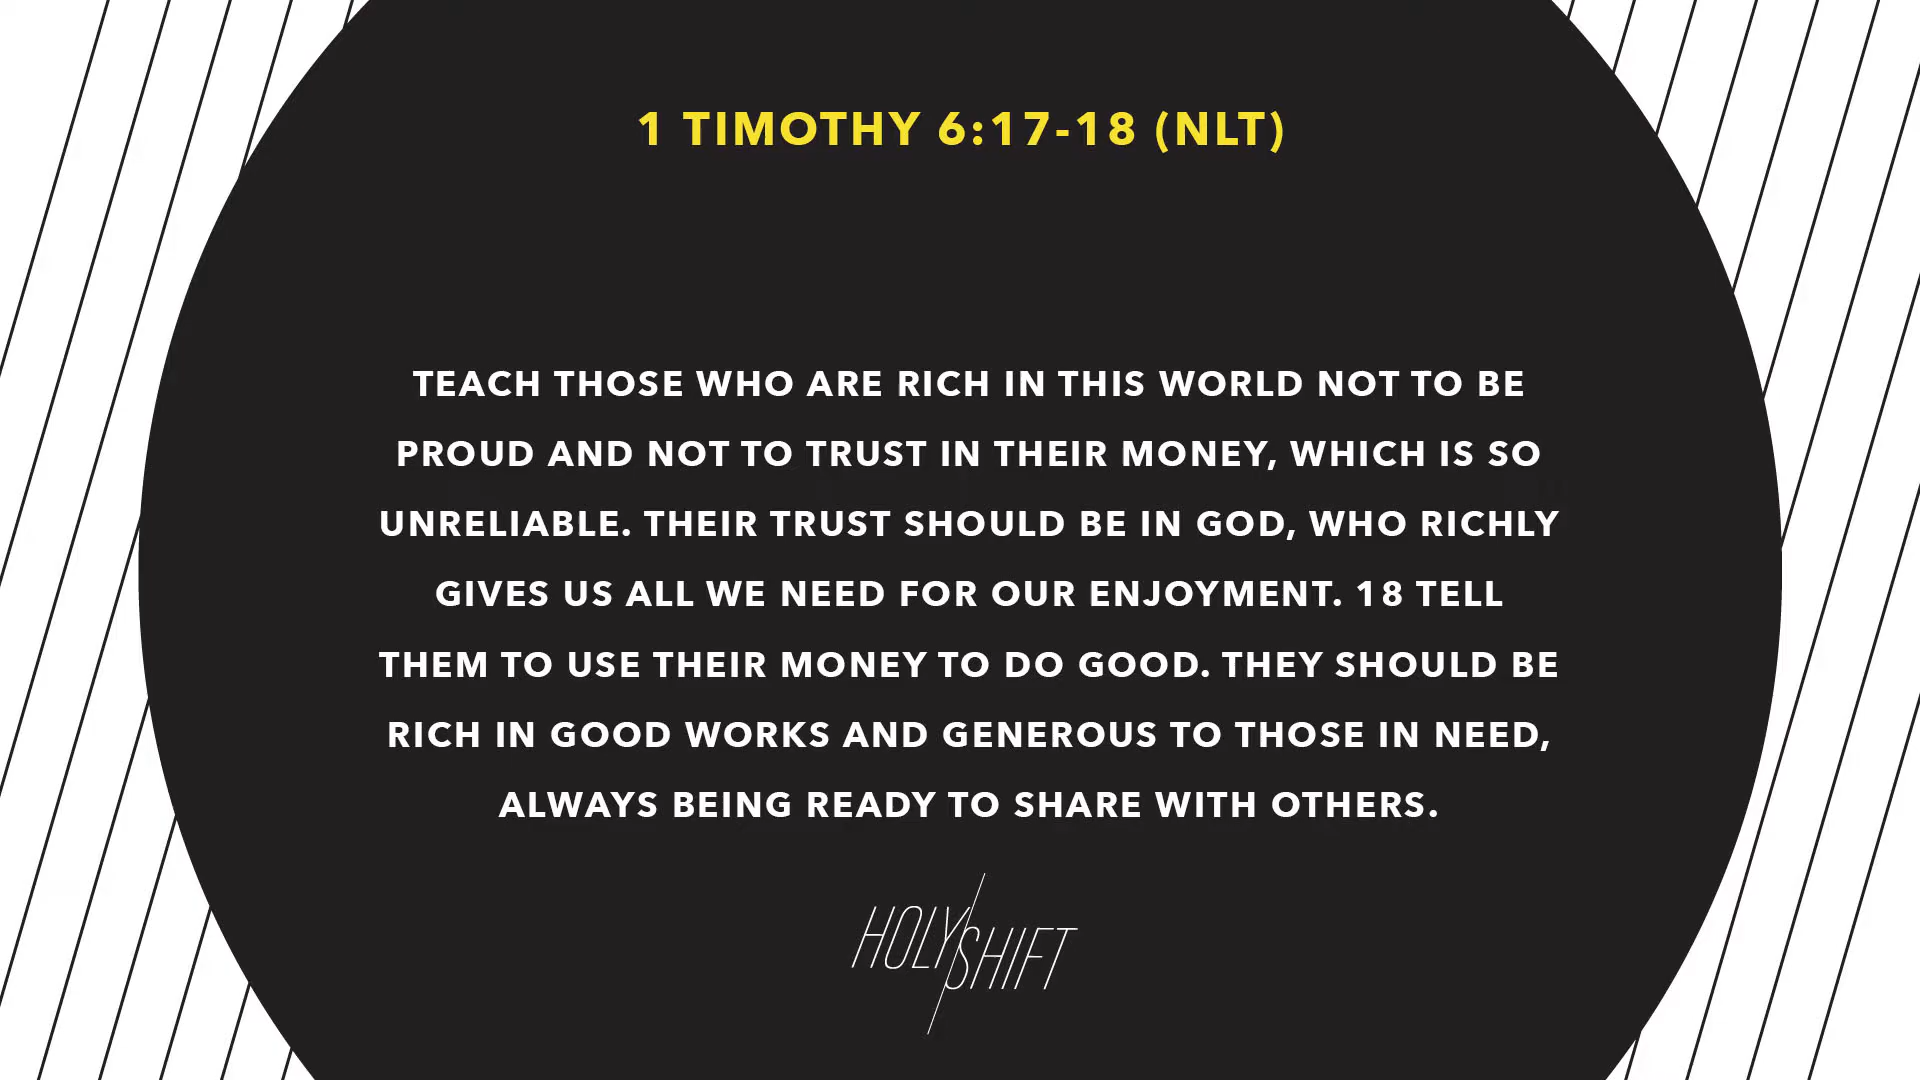 1 TIMOTHY 6:17-18 (NLT)
TEACH THOSE WHO ARE RICH IN THIS WORLD NOT TO BE
PROUD AND NOT TO TRUST IN THEIR MONEY, WHICH IS SO
UNRELIABLE. THEIR TRUST SHOULD BE IN GOD, WHO RICHLY
GIVES US ALL WE NEED FOR OUR ENJOYMENT. 18 TELL
THEM TO USE THEIR MONEY TO DO GOOD. THEY SHOULD BE
RICH IN GOOD WORKS AND GENEROUS TO THOSE IN NEED,
ALWAYS BEING READY TO SHARE WITH OTHERS.
HOLY/SHIFT